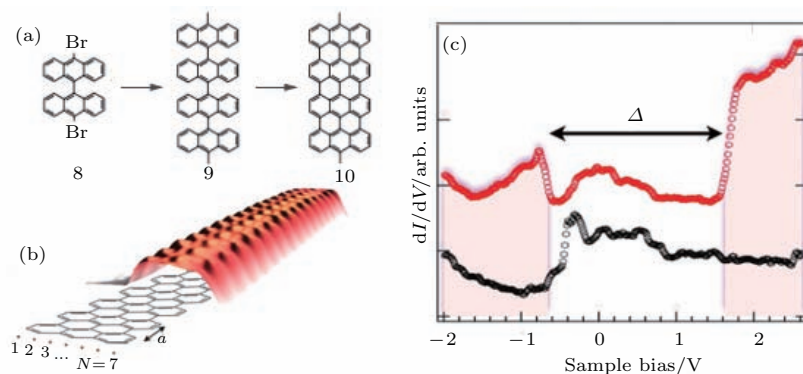 (a)
Br
Br
8
9
10
(b)
1 2 3 ... N=7
a
(c)
Δ
dI/dV/arb. units
−2 −1 0 1 2
Sample bias/V